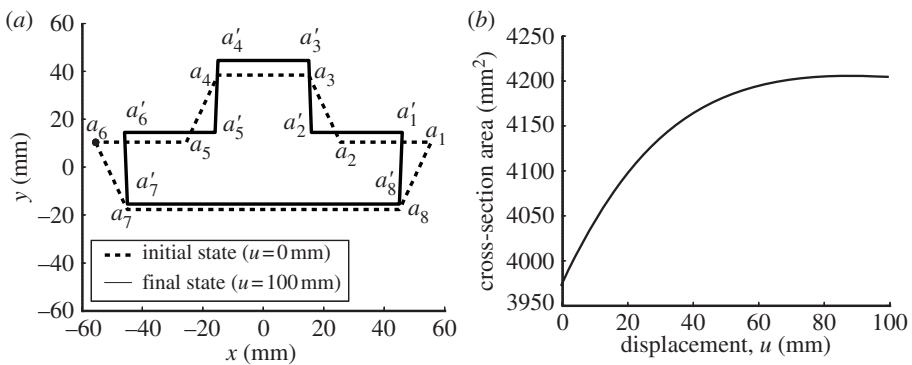 (a)
60
40
20
0
–20
–40
–60
–60 –40 –20 0 20 40 60
y (mm)
x (mm)
a′4 a′3
a4 a3
a′6 a′5 a′2 a′1
a6 a5 a2 a1
a′7 a′8
a7 a8
initial state (u=0 mm)
final state (u=100 mm)
(b)
4250
4200
4150
4100
4050
4000
3950
0 20 40 60 80 100
cross-section area (mm²)
displacement, u (mm)